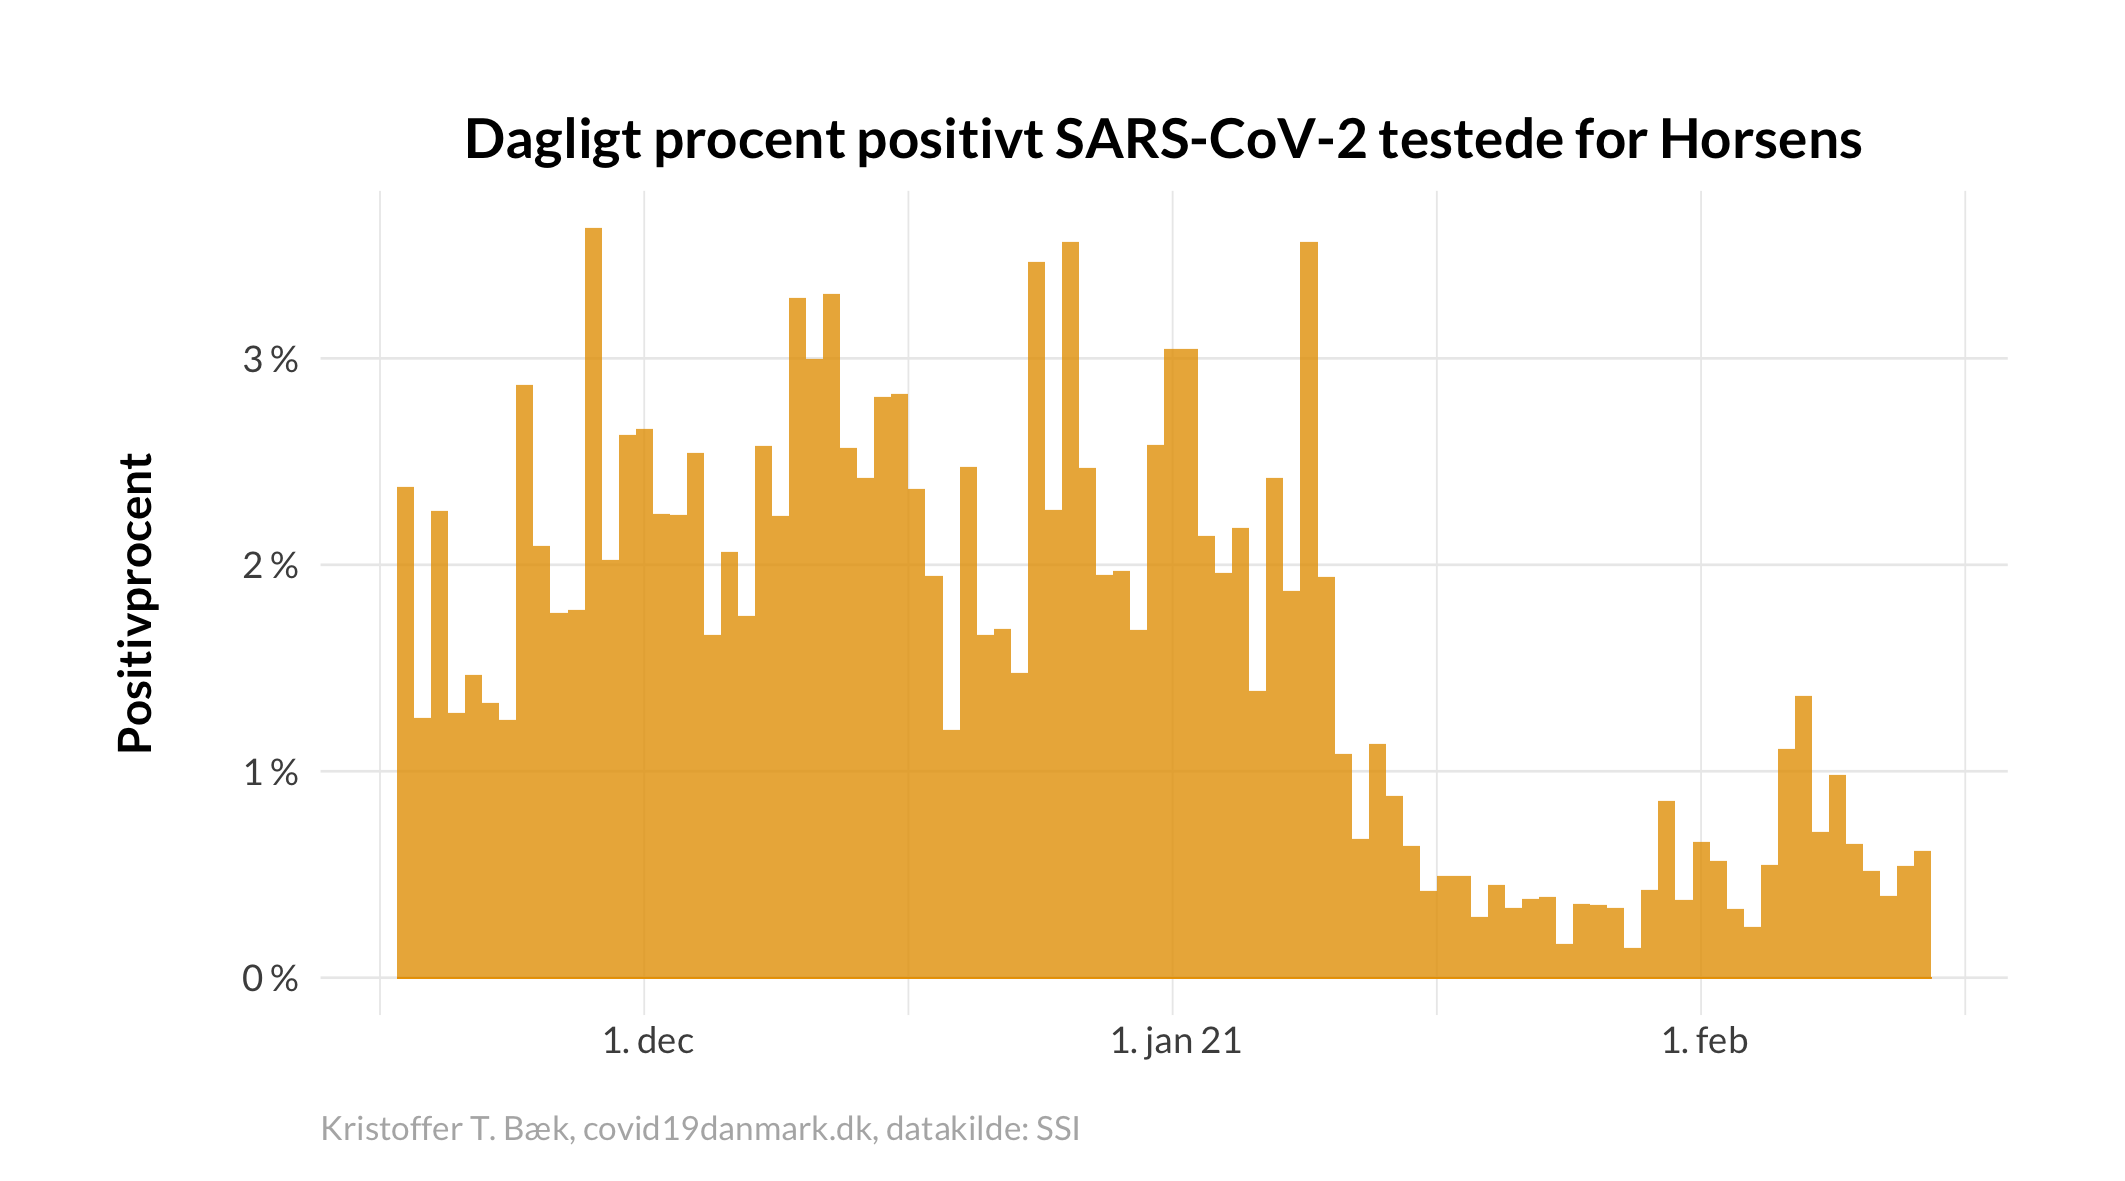 Dagligt procent positivt SARS-CoV-2 testede for Horsens
Positivprocent
3 %
2 %
1 %
0 %
1. dec
1. jan 21
1. feb
Kristoffer T. Bæk, covid19danmark.dk, datakilde: SSI